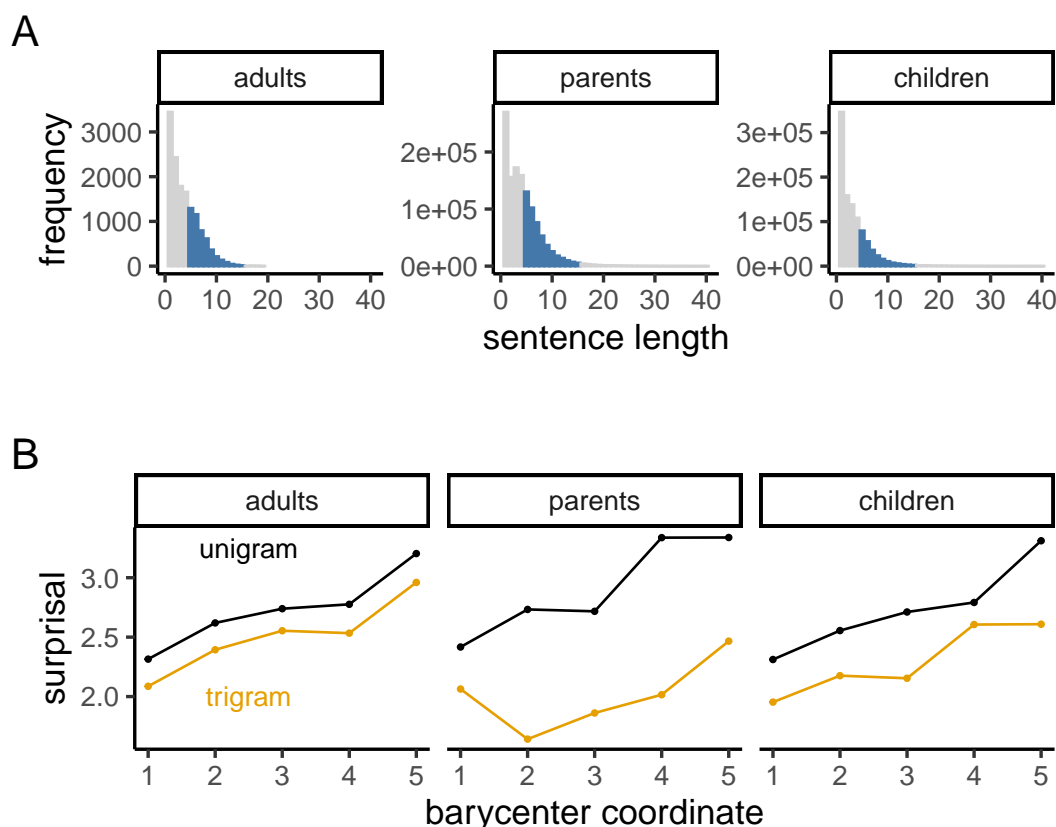 A
adults parents children
frequency
3000
2000
1000
0
2e+05
1e+05
0e+00
3e+05
2e+05
1e+05
0e+00
0 10 20 30 40 0 10 20 30 40 0 10 20 30 40
sentence length
B
adults parents children
surprisal
unigram
trigram
3.0
2.5
2.0
1 2 3 4 5 1 2 3 4 5 1 2 3 4 5
barycenter coordinate